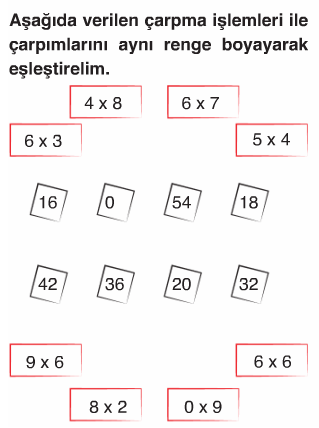 Aşağıda verilen çarpma işlemleri ile
çarpımlarını aynı renge boyayarak
eşleştirelim.
4 x 8 6 x 7
6 x 3 5 x 4
16 0 54 18
42 36 20 32
9 x 6 6 x 6
8 x 2 0 x 9